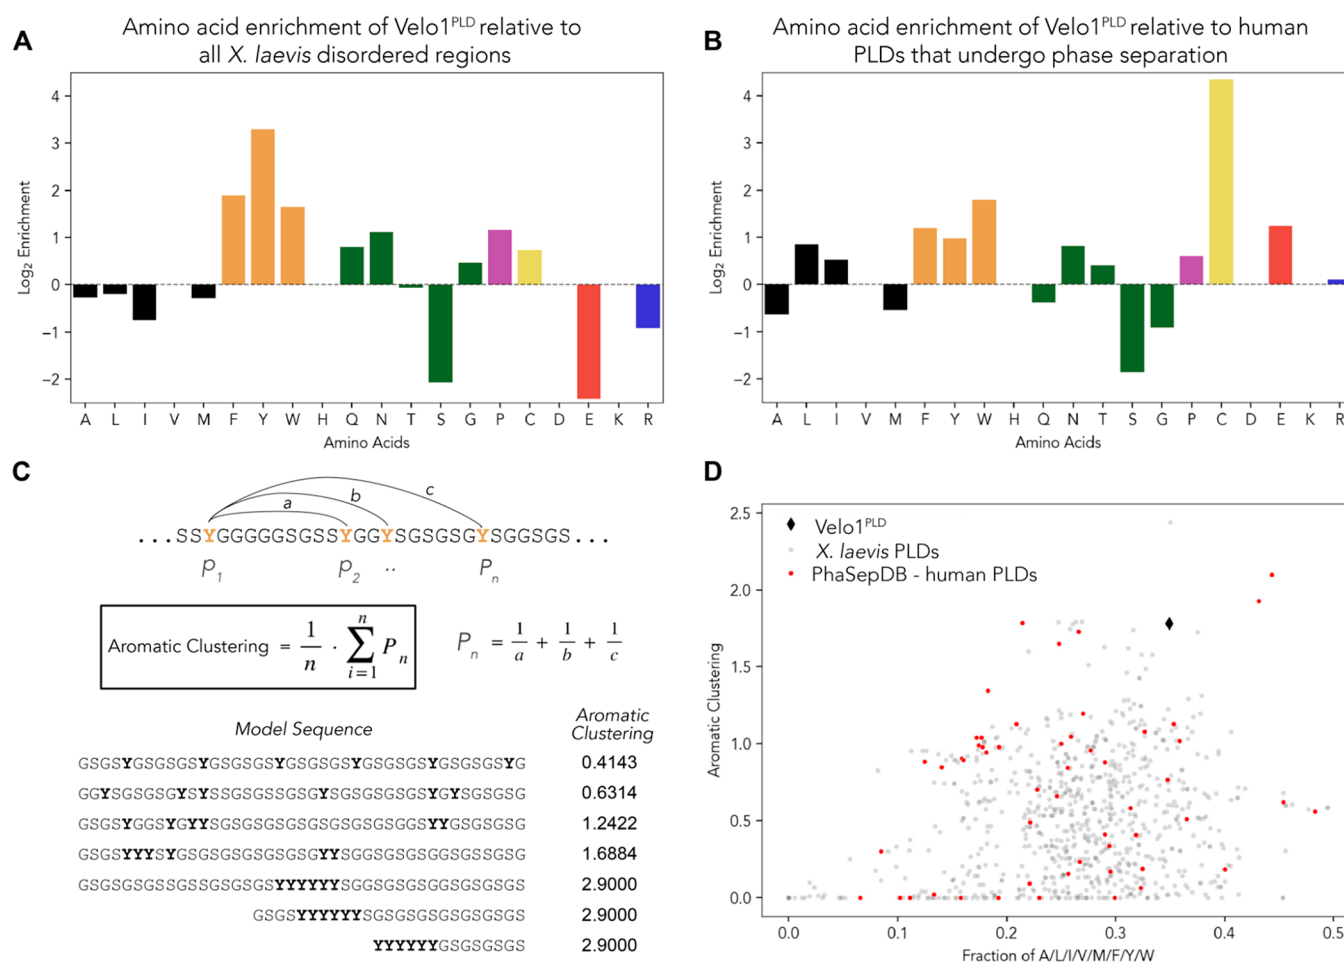 A
Amino acid enrichment of Velo1PLD relative to
all X. laevis disordered regions
Log2 Enrichment
4
3
2
1
0
−1
−2
A L I V M F Y W H Q N T S G P C D E K R
Amino Acids
B
Amino acid enrichment of Velo1PLD relative to human
PLDs that undergo phase separation
Log2 Enrichment
4
3
2
1
0
−1
−2
A L I V M F Y W H Q N T S G P C D E K R
Amino Acids
C
a b c
...SSYGGGGGSGSSYGGYSGSGSGYSGGSGS...
p1 p2 .. Pn
Aromatic Clustering = 1/n · n∑i=1 Pn
Pn = 1/a + 1/b + 1/c
Model Sequence
Aromatic
Clustering
GSGSYGSGSGSYGSGSGSYGSGSGSYGSGSGSYGSGSGSYG 0.4143
GGYSGSGSGYSYSSGSGSSGSGYSGSGSGSGSYGYSGSGSG 0.6314
GSGSYGGSYGYYSGSGSGSGSGSGSGSGSGGSYYGSGSGSG 1.2422
GSGSYYYSYGSGSGSGSGSGSGYYSGSGSGSGSGGSGSGSG 1.6884
GSGSGSGSSGSSGSGSGSYYYYYYSGSGSGSGSGGSSGSGS 2.9000
GSGSYYYYYYSGSGSGSGSGSGSGS 2.9000
YYYYYYGSGSGSGS 2.9000
D
Velo1PLD
X. laevis PLDs
PhaSepDB - human PLDs
Aromatic Clustering
2.5
2.0
1.5
1.0
0.5
0.0
0.0 0.1 0.2 0.3 0.4 0.5
Fraction of A/L/I/V/M/F/Y/W